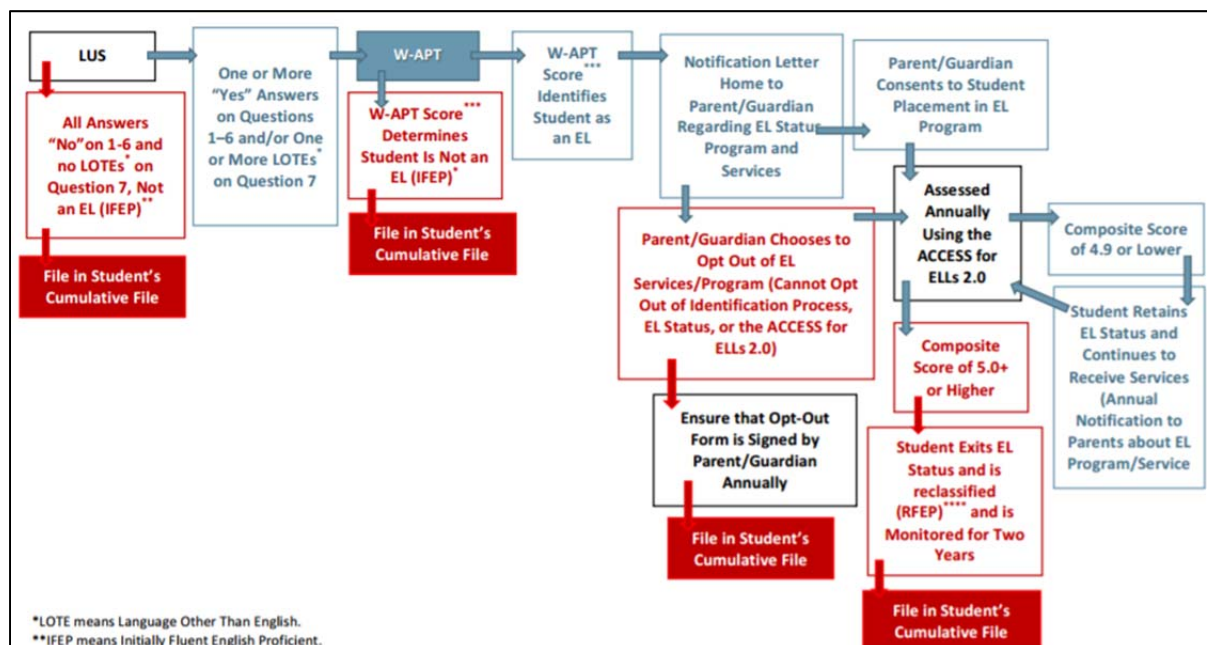 LUS
All Answers
“No”on 1-6 and
no LOTEs* on
Question 7, Not
an EL (IFEP)**
File in Student’s
Cumulative File
One or More
“Yes” Answers
on Questions
1–6 and/or One
or More LOTEs*
on Question 7
W-APT
W-APT Score***
Determines
Student Is Not an
EL (IFEP)*
File in Student’s
Cumulative File
W-APT
Score***
Identifies
Student as
an EL
Notification Letter
Home to
Parent/Guardian
Regarding EL Status
Program and
Services
Parent/Guardian
Consents to Student
Placement in EL
Program
Parent/Guardian Chooses to
Opt Out of EL
Services/Program (Cannot Opt
Out of Identification Process,
EL Status, or the ACCESS for
ELLs 2.0)
Ensure that Opt-Out
Form is Signed by
Parent/Guardian
Annually
File in Student’s
Cumulative File
Assessed
Annually
Using the
ACCESS for
ELLs 2.0
Composite Score
of 4.9 or Lower
Student Retains
EL Status and
Continues to
Receive Services
(Annual
Notification to
Parents about EL
Program/Service
Composite
Score of 5.0+
or Higher
Student Exits EL
Status and is
reclassified
(RFEP)**** and is
Monitored for Two
Years
File in Student’s
Cumulative File
*LOTE means Language Other Than English.
**IFEP means Initially Fluent English Proficient.